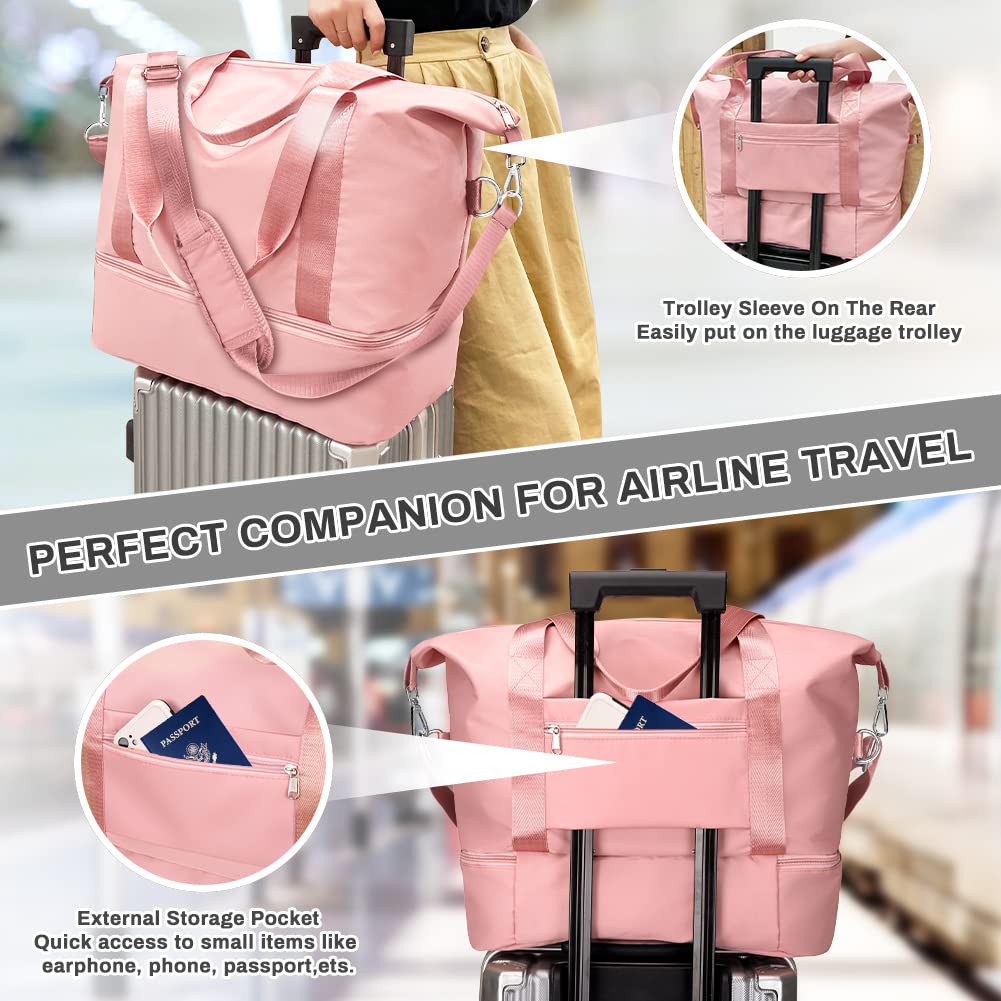 Trolley Sleeve On The Rear
Easily put on the luggage trolley
PERFECT COMPANION FOR AIRLINE TRAVEL
PASSPORT
PORT
External Storage Pocket
Quick access to small items like
earphone, phone, passport,ets.